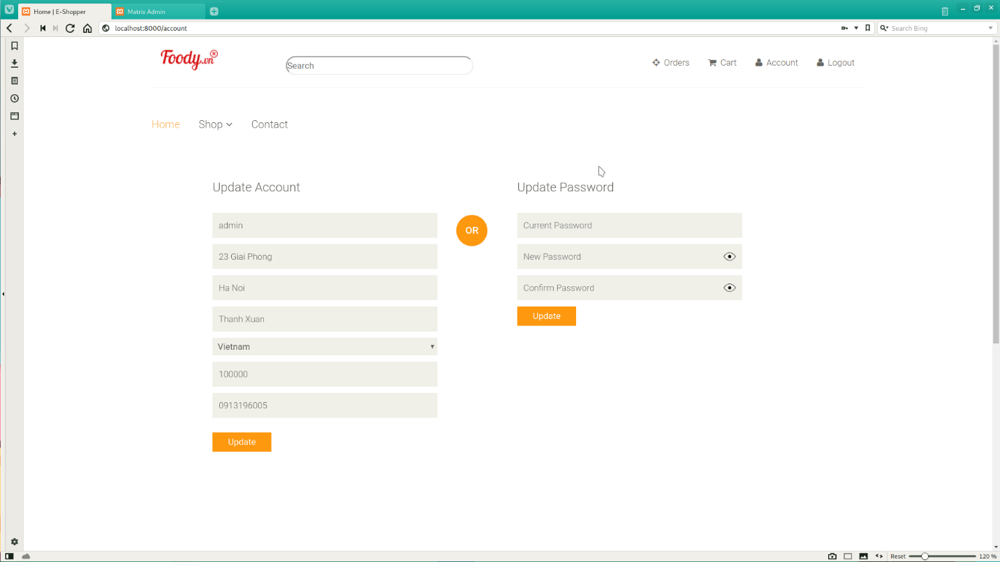 Home | E-Shopper
Matrix Admin
localhost:8000/account
Search Bing
Foody.vn®
Search
Orders
Cart
Account
Logout
Home
Shop
Contact
Update Account
Update Password
admin
OR
Current Password
23 Giai Phong
New Password
Ha Noi
Confirm Password
Thanh Xuan
Update
Vietnam
100000
0913196005
Update
Reset
120 %